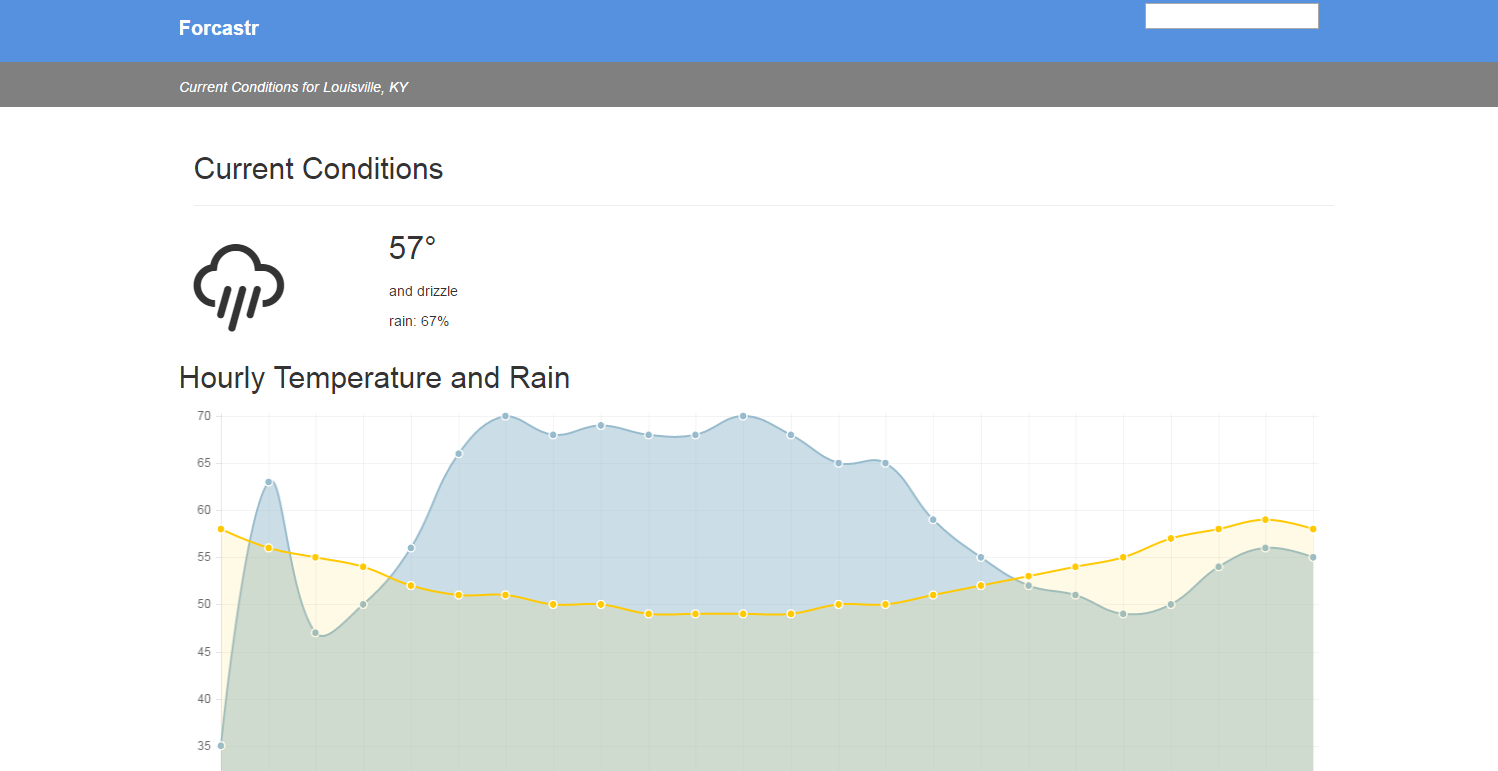 Forcastr
Current Conditions for Louisville, KY
Current Conditions
57°
and drizzle
rain: 67%
Hourly Temperature and Rain
70
65
60
55
50
45
40
35